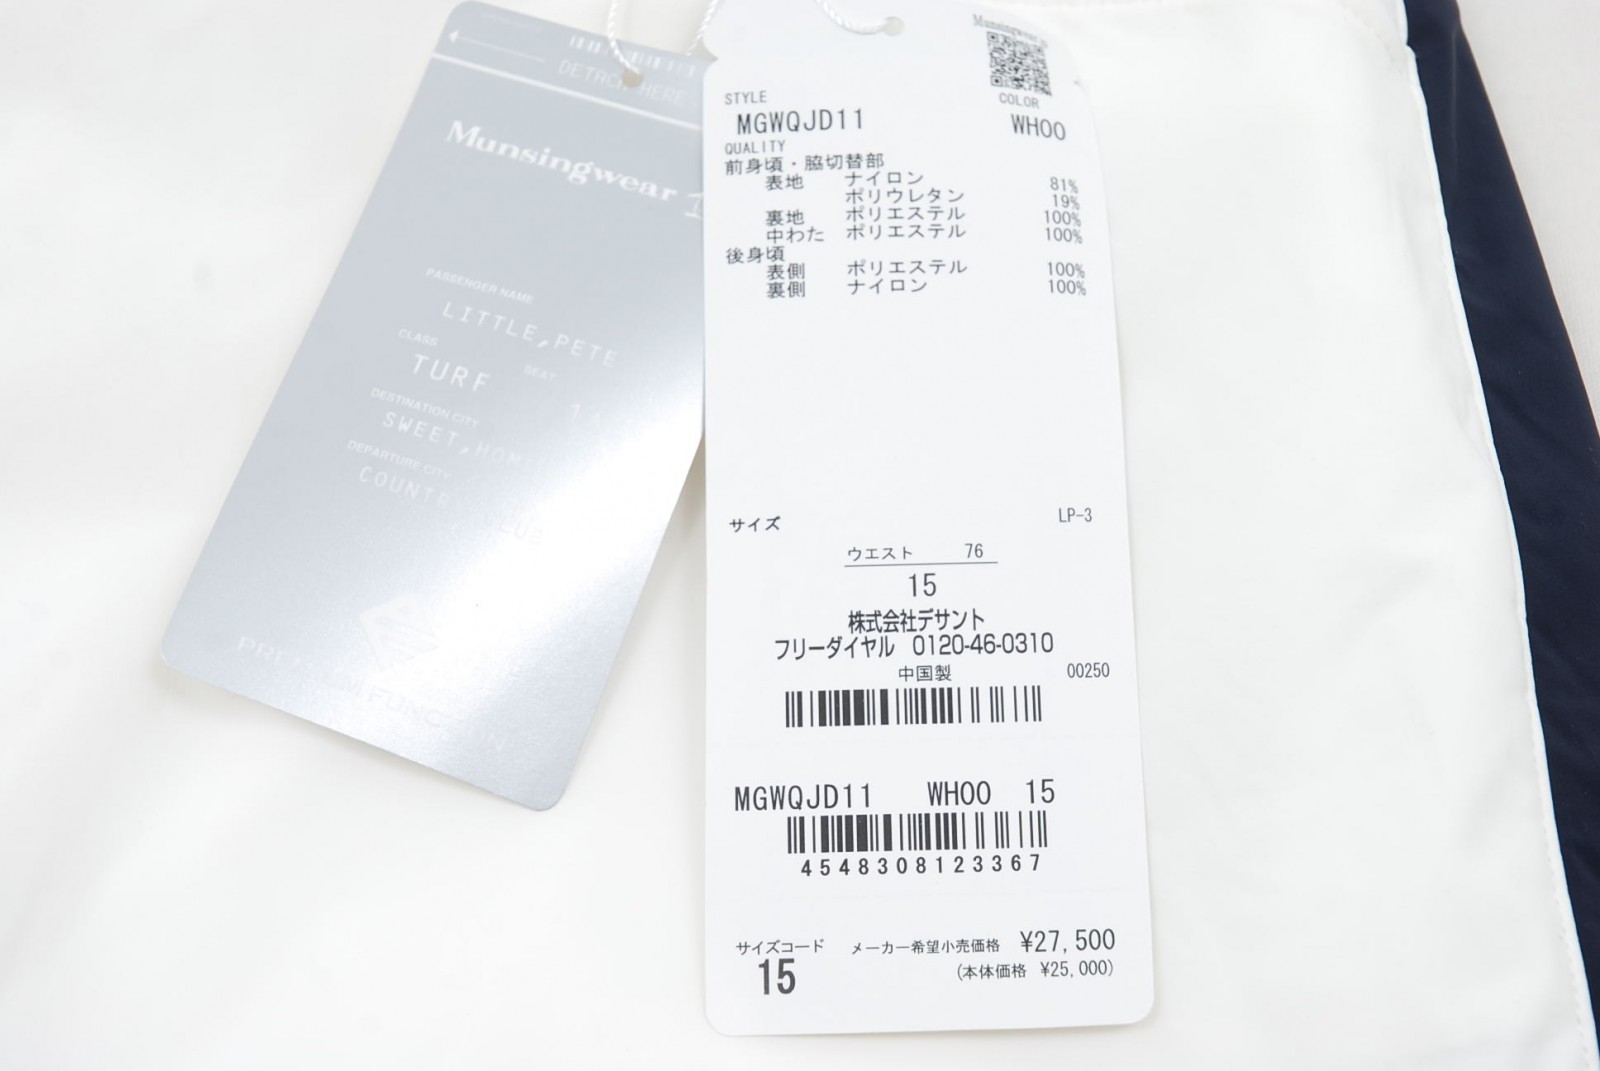 DETACH HERE
Munsingwear
PASSENGER NAME
LITTLE,PETE
CLASS
SEAT
TURF
DESTINATION CITY
SWEET,HOME
DEPARTURE CITY
COUNTR
Munsingwear
STYLE
COLOR
MGWQJD11
WH00
QUALITY
前身頃・脇切替部
表地 ナイロン 81%
ポリウレタン 19%
裏地 ポリエステル 100%
中わた ポリエステル 100%
後身頃
表側 ポリエステル 100%
裏側 ナイロン 100%
サイズ
LP-3
ウエスト 76
15
株式会社デサント
フリーダイヤル 0120-46-0310
中国製
00250
MGWQJD11 WH00 15
4548308123367
サイズコード メーカー希望小売価格 ¥27,500
15
(本体価格 ¥25,000)